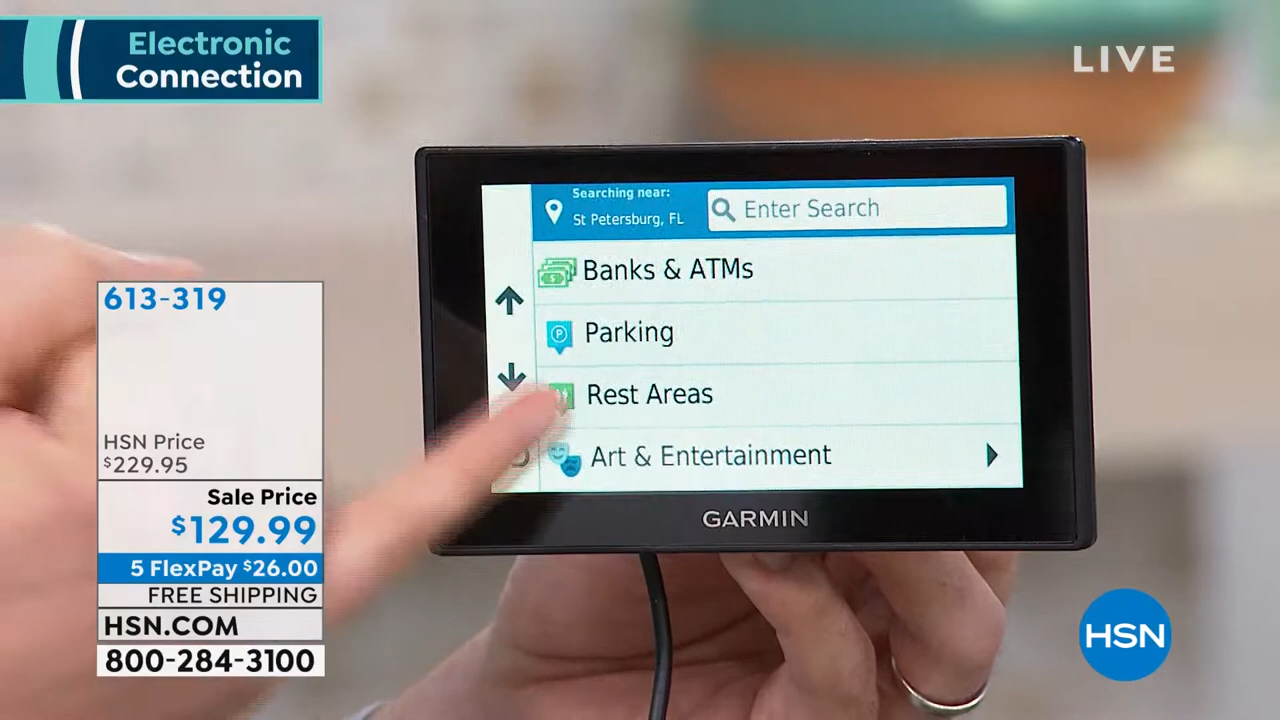 Electronic
Connection
LIVE
613-319
HSN Price
$229.95
Sale Price
$129.99
5 FlexPay $26.00
FREE SHIPPING
HSN.COM
800-284-3100
Searching near:
St Petersburg, FL
Enter Search
Banks & ATMs
P
Parking
Rest Areas
Art & Entertainment
GARMIN
HSN